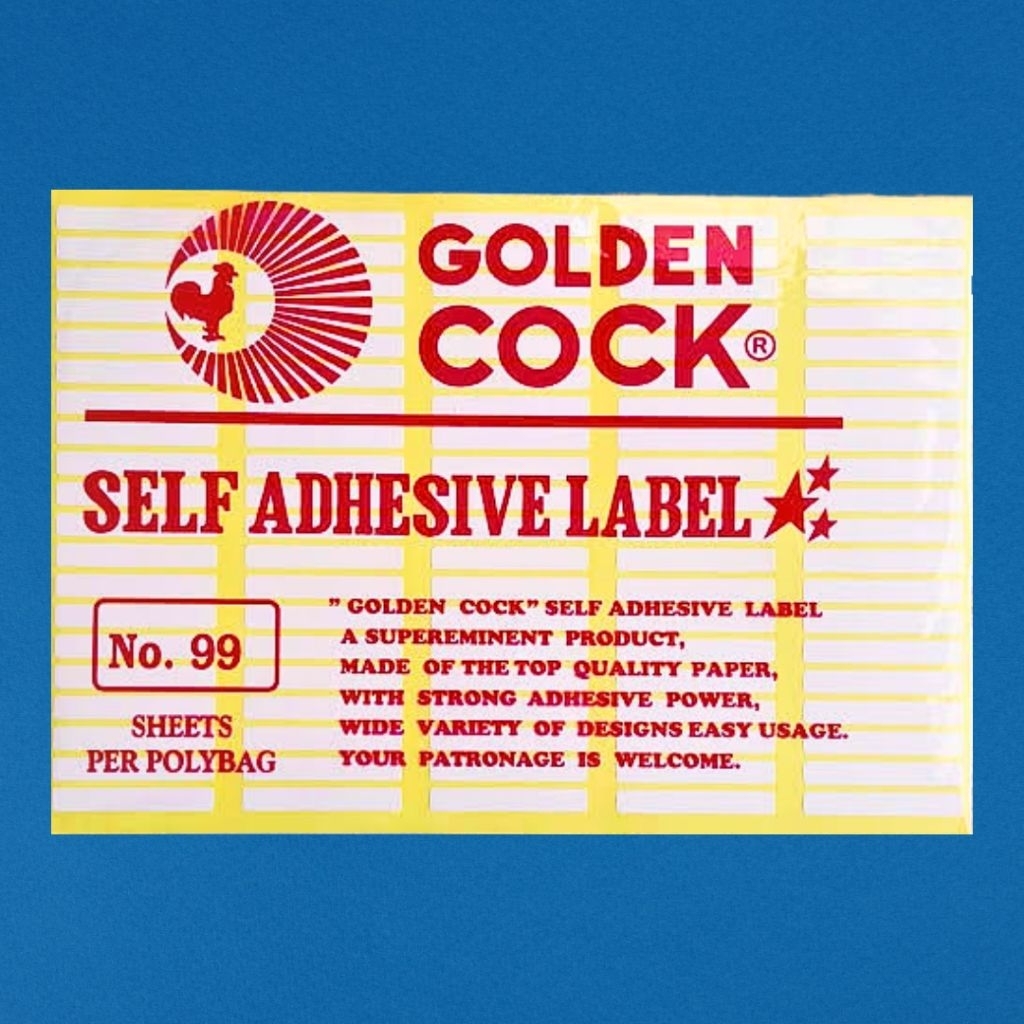 GOLDEN
COCK®
SELF ADHESIVE LABEL
No. 99
SHEETS
PER POLYBAG
" GOLDEN COCK" SELF ADHESIVE LABEL
A SUPEREMINENT PRODUCT,
MADE OF THE TOP QUALITY PAPER,
WITH STRONG ADHESIVE POWER,
WIDE VARIETY OF DESIGNS EASY USAGE.
YOUR PATRONAGE IS WELCOME.